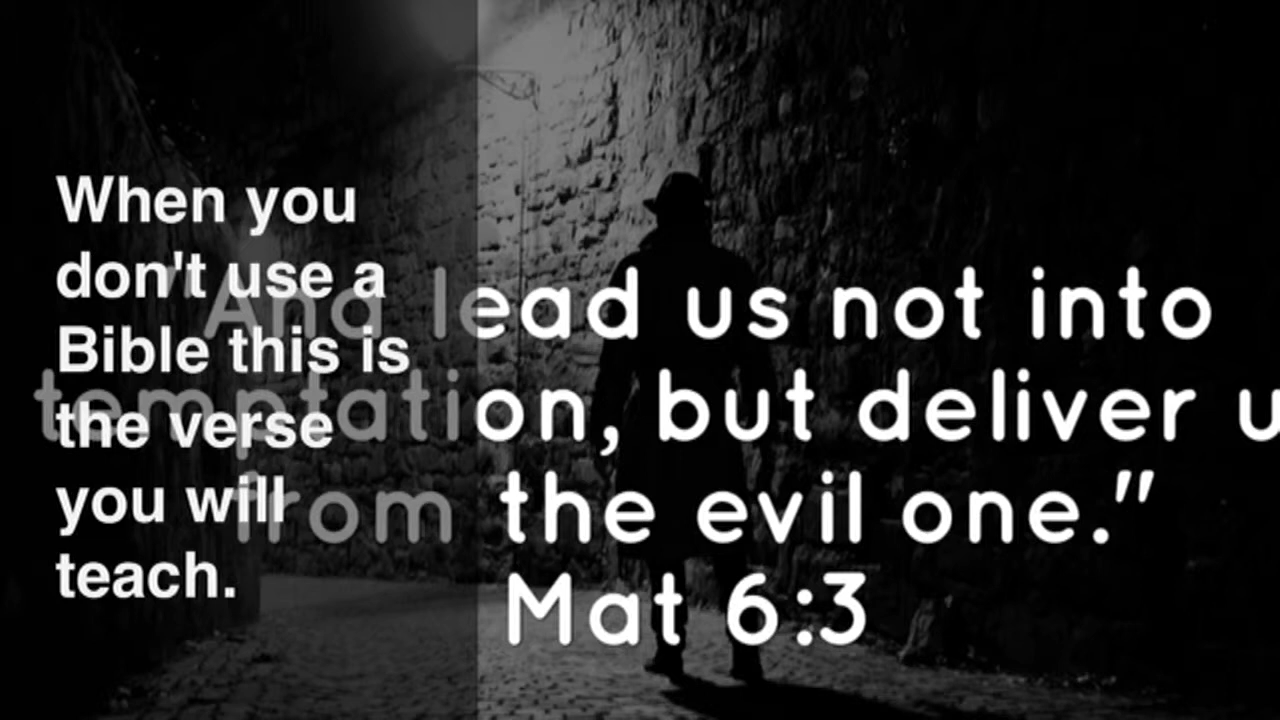 When you
don't use a
Bible this is
the verse
you will
teach.
"And lead us not into
temptation, but deliver u
from the evil one."
Mat 6:3